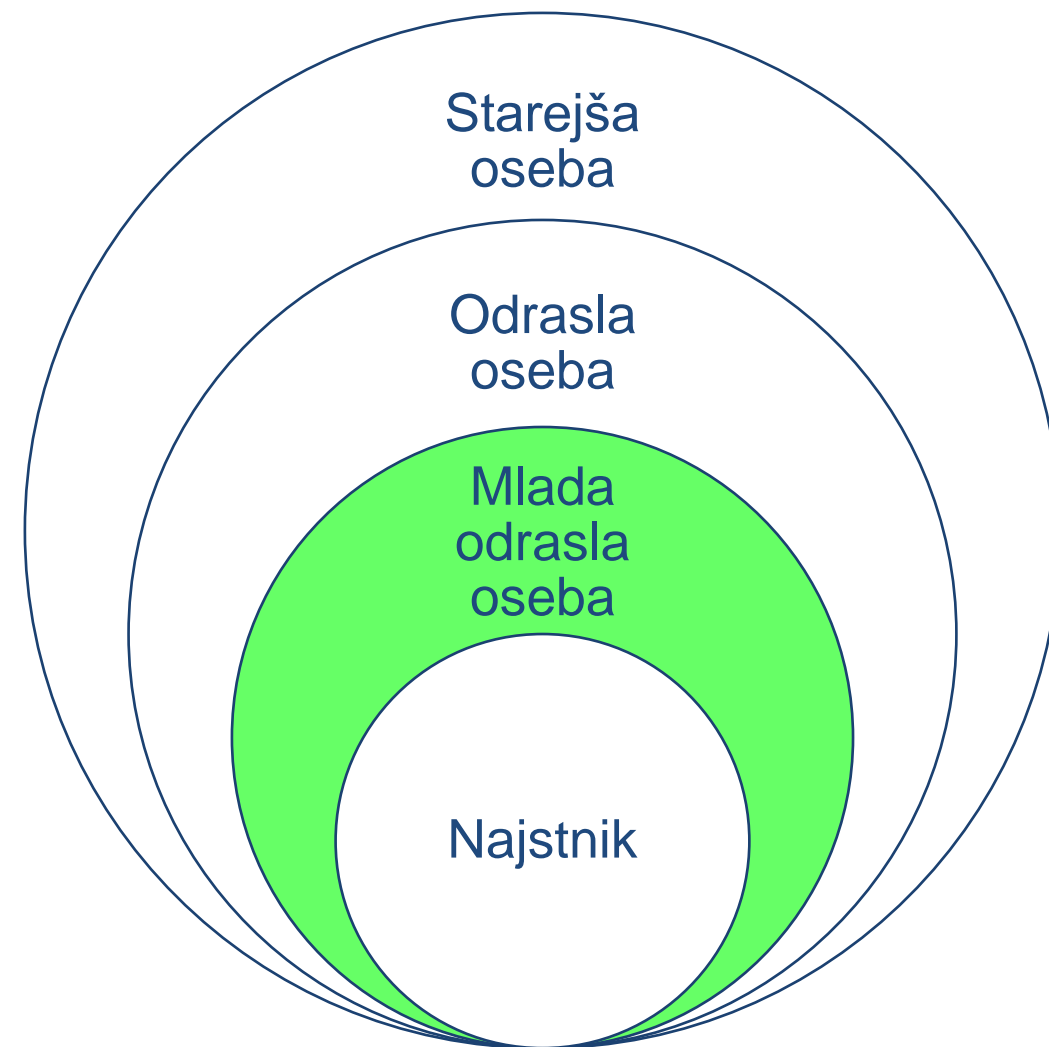 Starejša
oseba
Odrasla
oseba
Mlada
odrasla
oseba
Najstnik